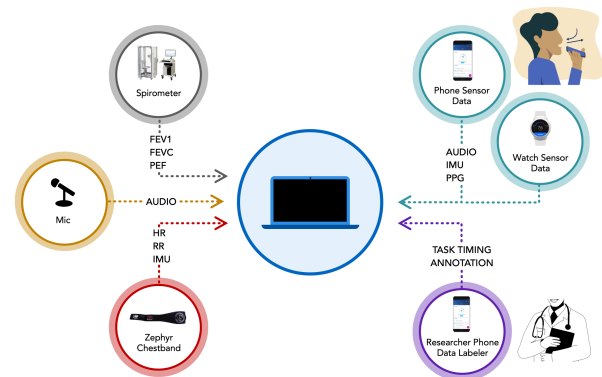 Spirometer
FEV1
FEVC
PEF
Mic
AUDIO
HR
RR
IMU
Zephyr
Chestband
Phone Sensor
Data
Watch Sensor
Data
AUDIO
IMU
PPG
TASK TIMING
ANNOTATION
Researcher Phone
Data Labeler